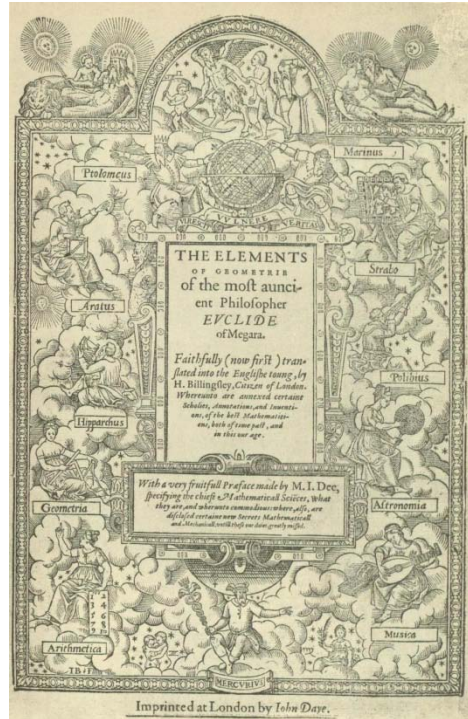 Ptolomeus
Marinus
VIRESCIT VVLNERE VERITAS
Aratus
Strabo
Hipparchus
Polibius
THE ELEMENTS
OF GEOMETRIE
of the most aunci-
ent Philosopher
EVCLIDE
of Megara.
Faithfully (now first) tran-
slated into the Englishe toung, by
H. Billingsley, Citizen of London.
Whereunto are annexed certaine
Scholies, Annotations, and Inuenti-
ons, of the best Mathematici-
ens, both of time past, and
in this our age.
With a very fruitfull Præface made by M. I. Dee,
specifying the chiefe Mathematicall Sciẽces, what
they are, and wherunto commodious: where, also, are
disclosed certaine new Secrets Mathematicall
and Mechanicall, vntill these our daies, greatly missed.
Geometria
Astronomia
Arithmetica
Musica
MERCVRIVS
Imprinted at London by Iohn Daye.